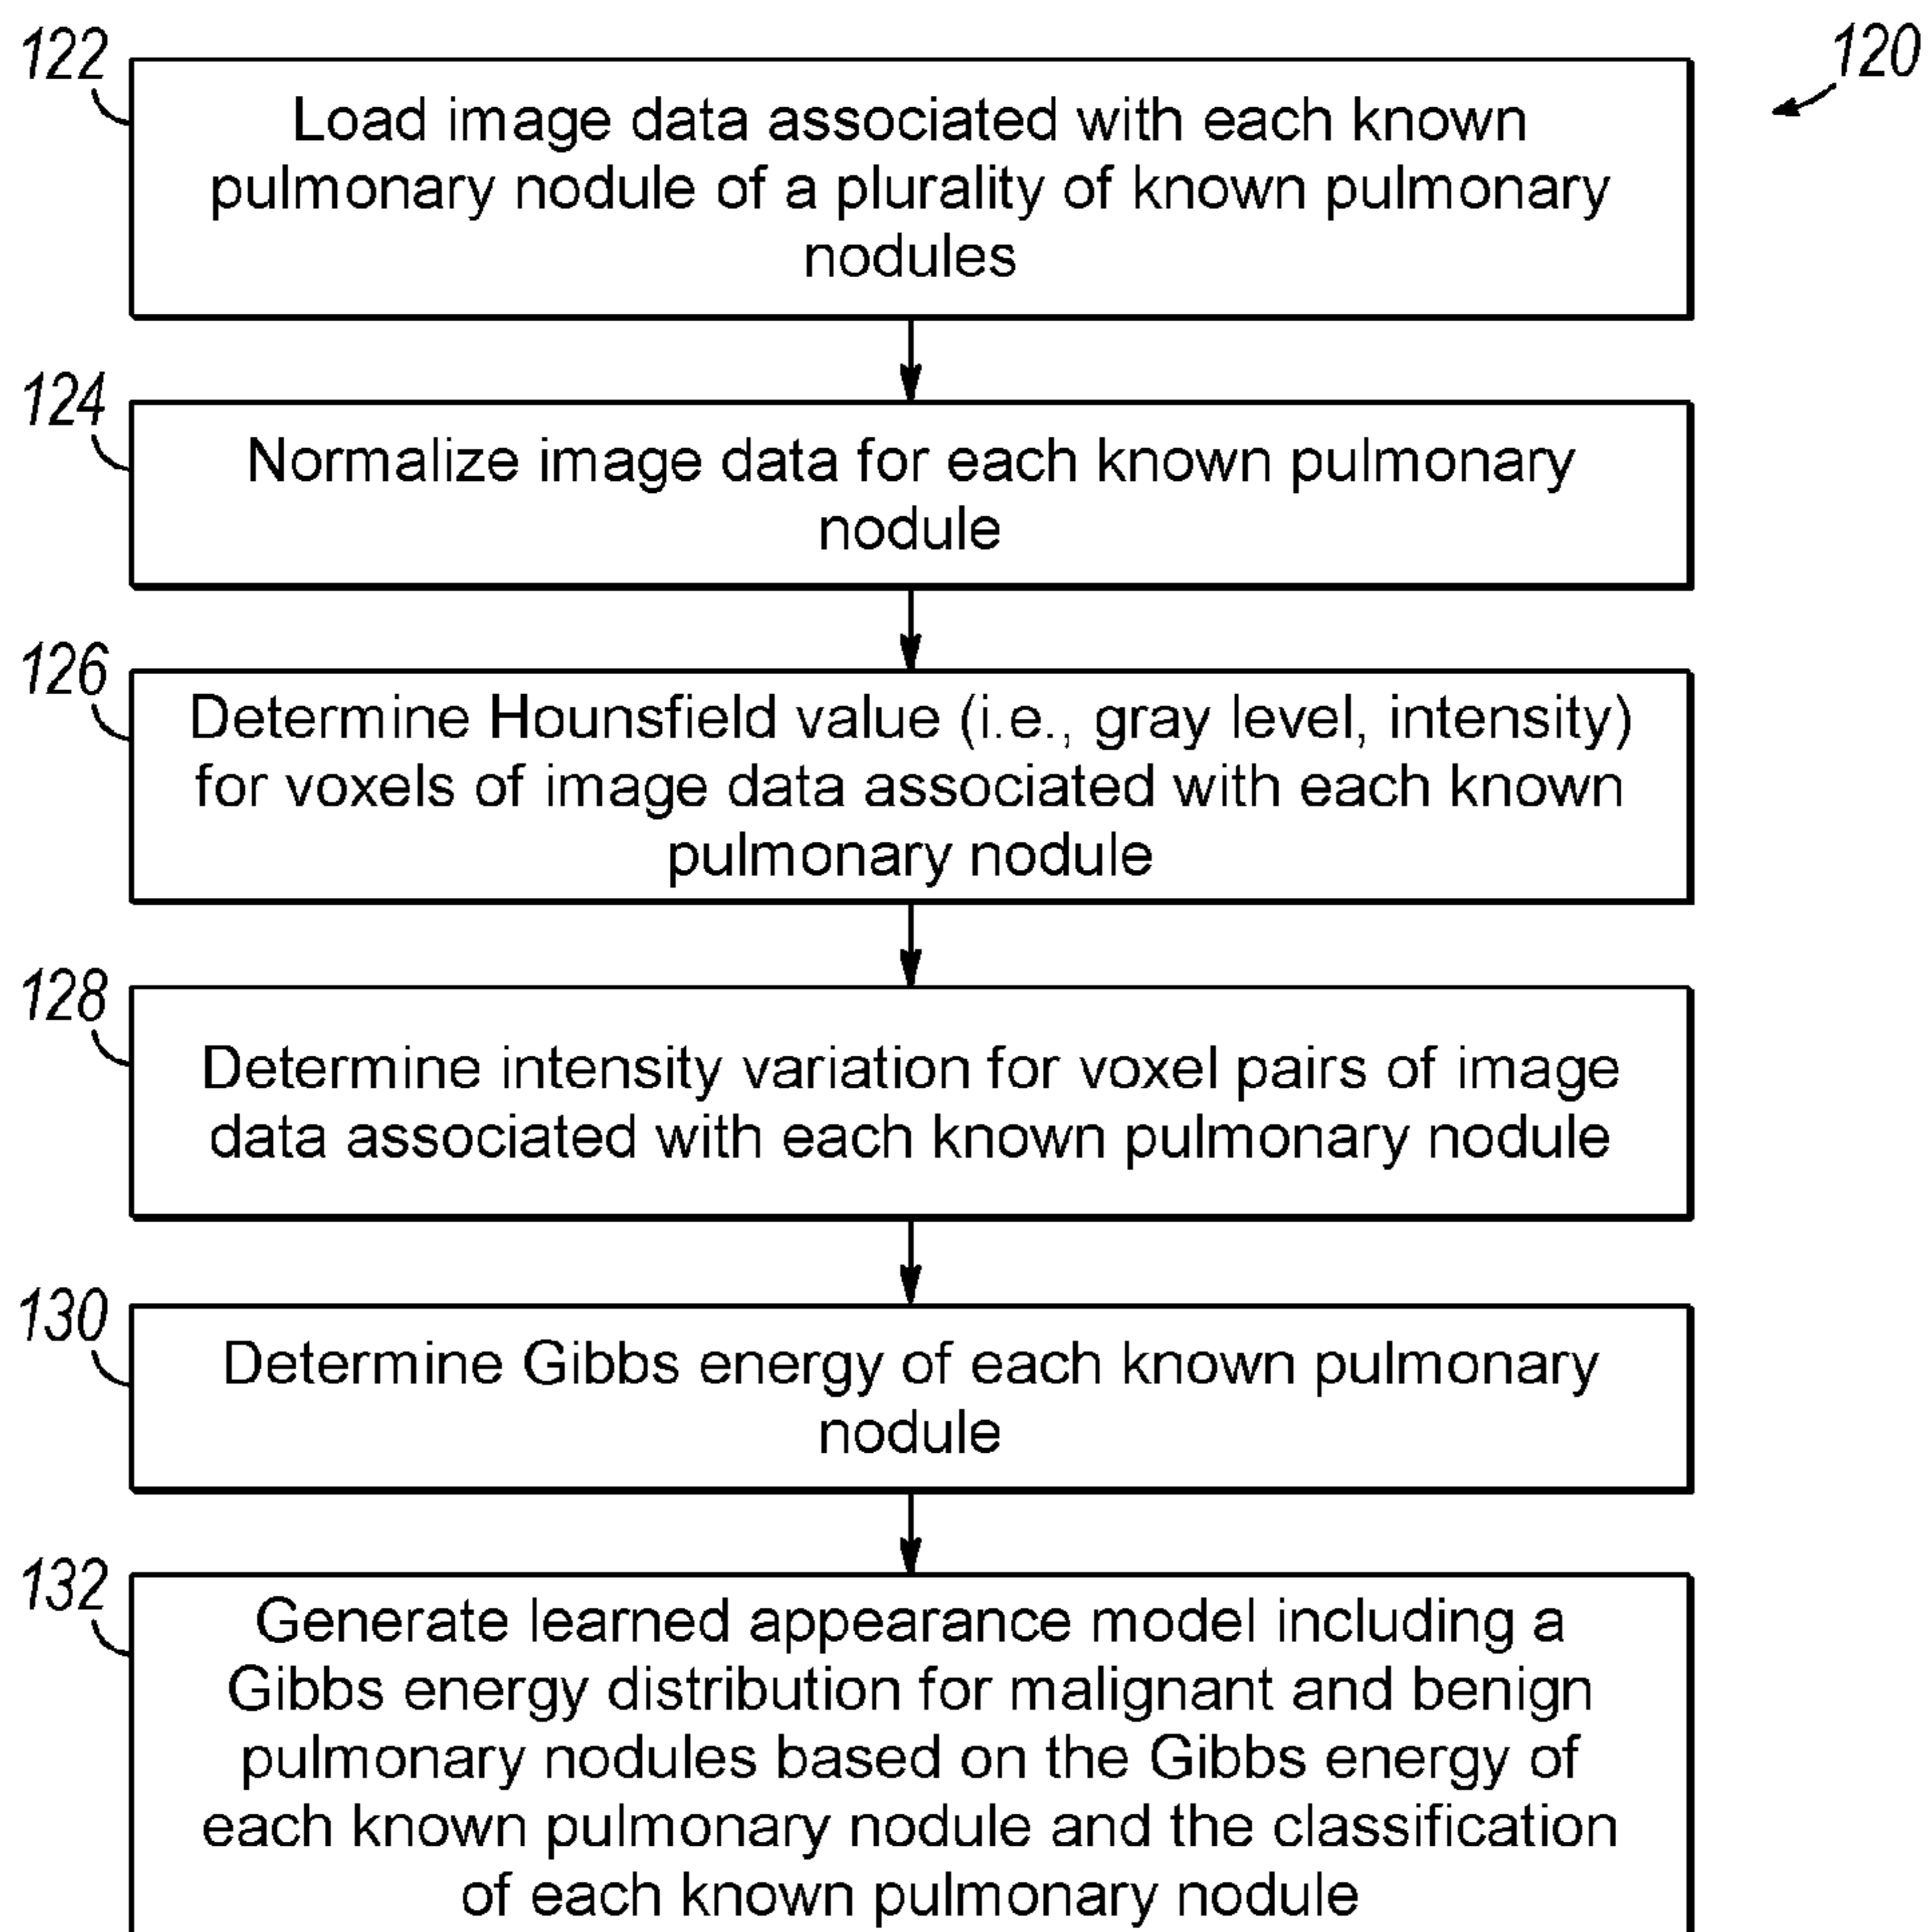 120
122
Load image data associated with each known
pulmonary nodule of a plurality of known pulmonary
nodules
124
Normalize image data for each known pulmonary
nodule
126
Determine Hounsfield value (i.e., gray level, intensity)
for voxels of image data associated with each known
pulmonary nodule
128
Determine intensity variation for voxel pairs of image
data associated with each known pulmonary nodule
130
Determine Gibbs energy of each known pulmonary
nodule
132
Generate learned appearance model including a
Gibbs energy distribution for malignant and benign
pulmonary nodules based on the Gibbs energy of
each known pulmonary nodule and the classification
of each known pulmonary nodule